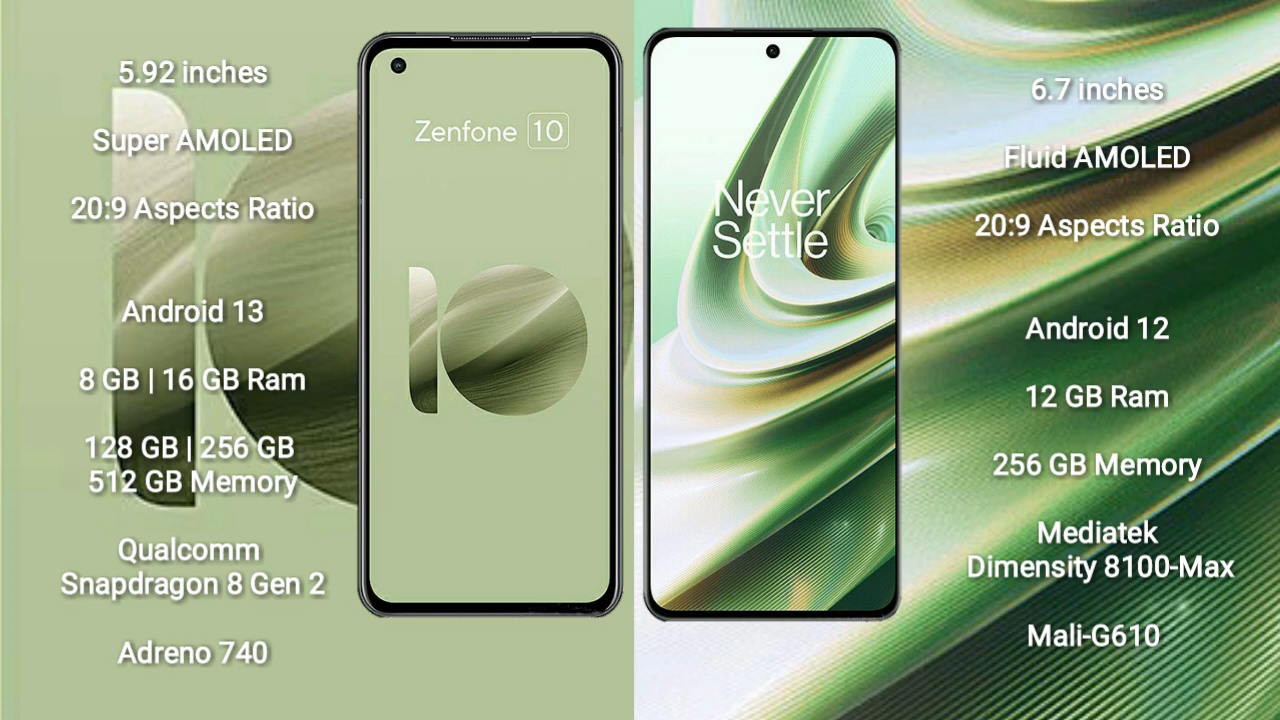 5.92 inches
Super AMOLED
20:9 Aspects Ratio
Android 13
8 GB | 16 GB Ram
128 GB | 256 GB
512 GB Memory
Qualcomm
Snapdragon 8 Gen 2
Adreno 740
Zenfone 10
10
Never
Settle
6.7 inches
Fluid AMOLED
20:9 Aspects Ratio
Android 12
12 GB Ram
256 GB Memory
Mediatek
Dimensity 8100-Max
Mali-G610